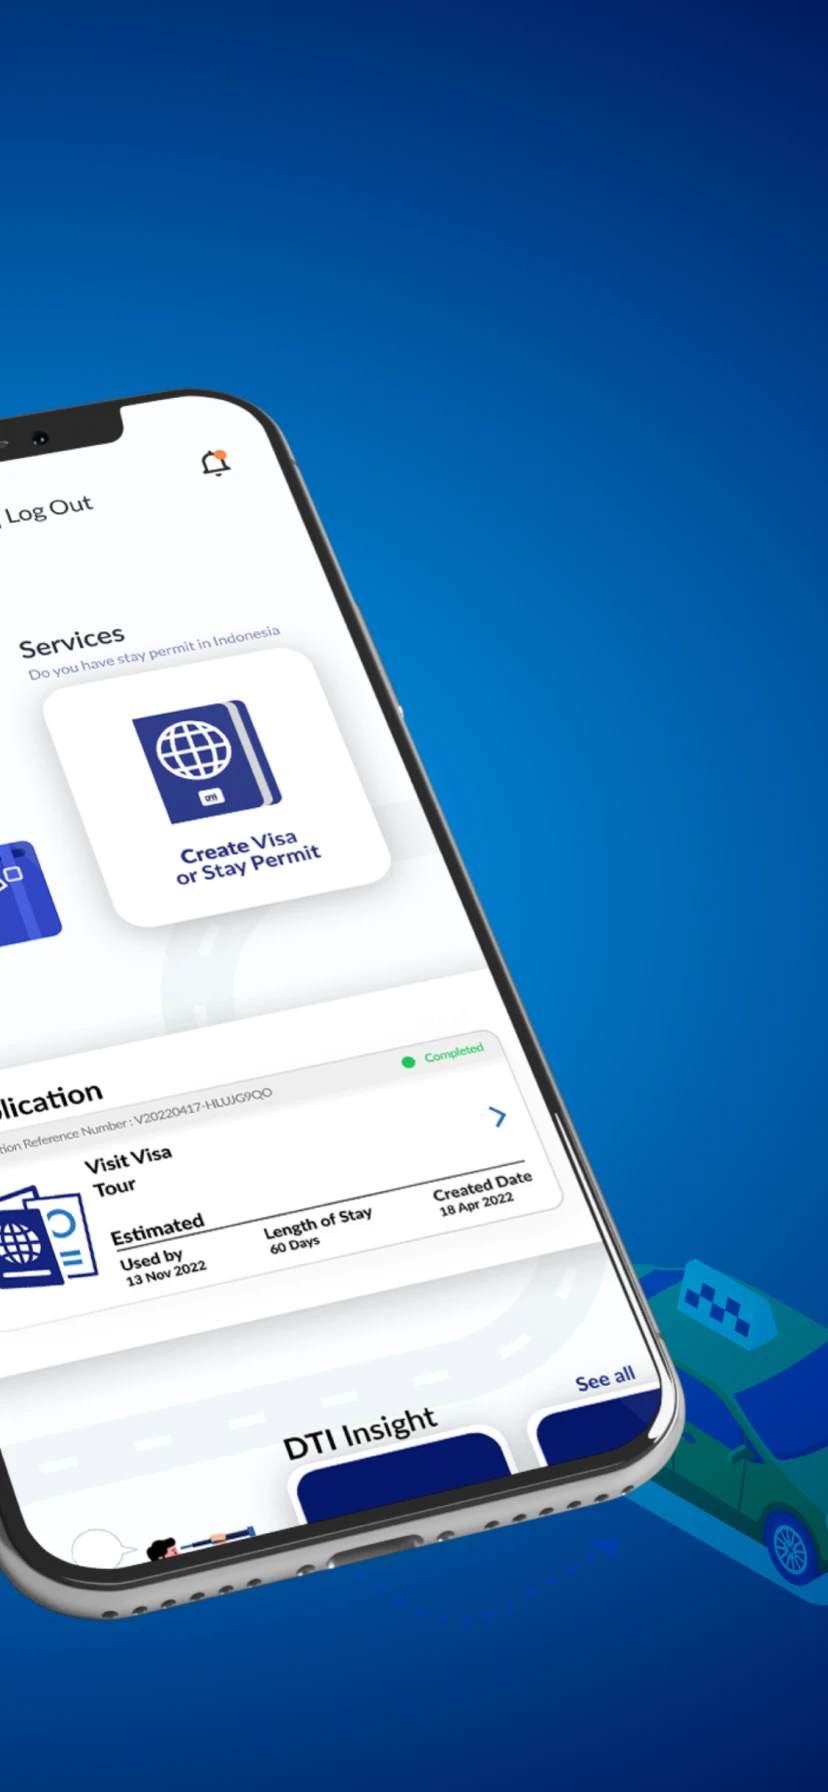 Log Out
Services
Do you have stay permit in Indonesia
Create Visa
or Stay Permit
lication
tion Reference Number : V20220417-HLUJG9QO
Completed
Visit Visa
Tour
Estimated
Used by
13 Nov 2022
Length of Stay
60 Days
Created Date
18 Apr 2022
DTI Insight
See all